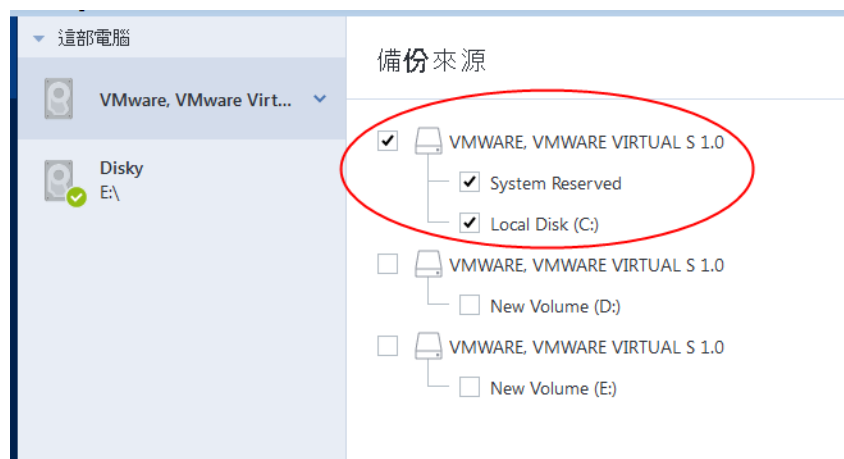 這部電腦
VMware, VMware Virt...
Disky
E:\
備份來源
VMWARE, VMWARE VIRTUAL S 1.0
System Reserved
Local Disk (C:)
VMWARE, VMWARE VIRTUAL S 1.0
New Volume (D:)
VMWARE, VMWARE VIRTUAL S 1.0
New Volume (E:)